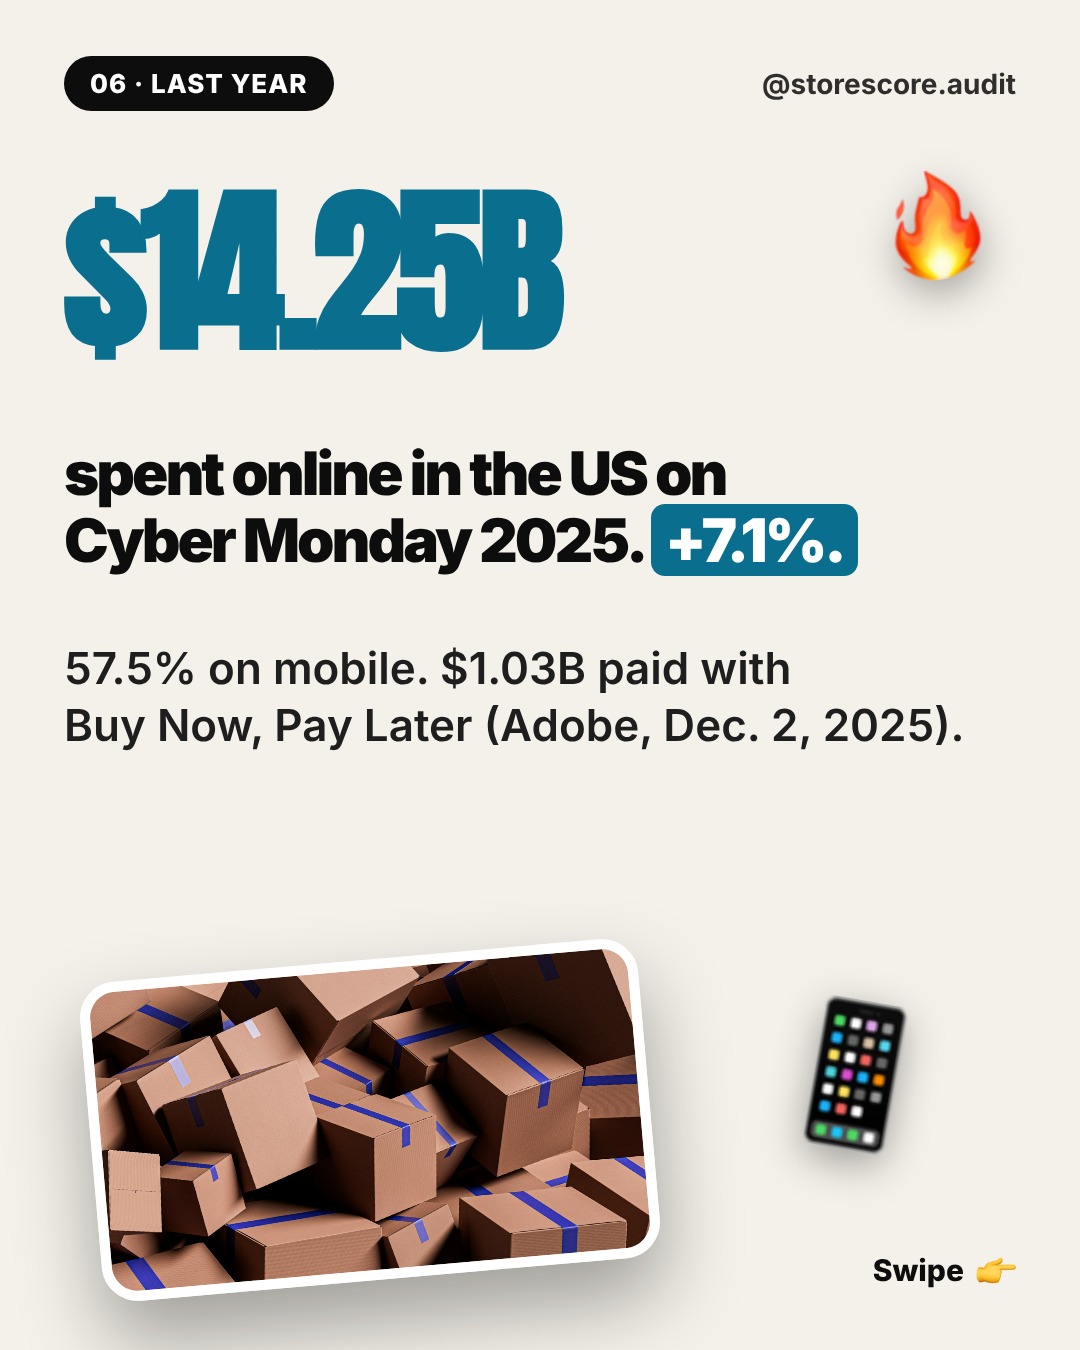 06 · LAST YEAR
@storescore.audit
$14.25B
spent online in the US on
Cyber Monday 2025. +7.1%.
57.5% on mobile. $1.03B paid with
Buy Now, Pay Later (Adobe, Dec. 2, 2025).
Swipe 👉